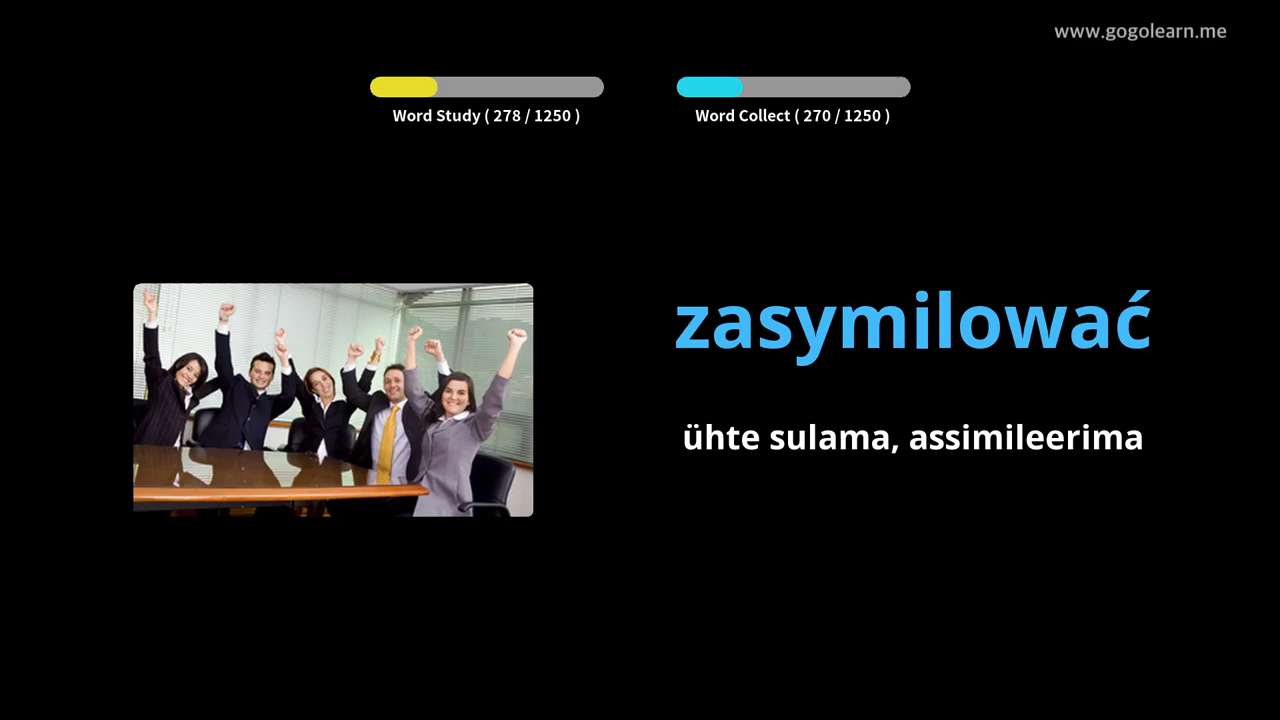 www.gogolearn.me
Word Study ( 278 / 1250 )
Word Collect ( 270 / 1250 )
zasymilować
ühte sulama, assimileerima